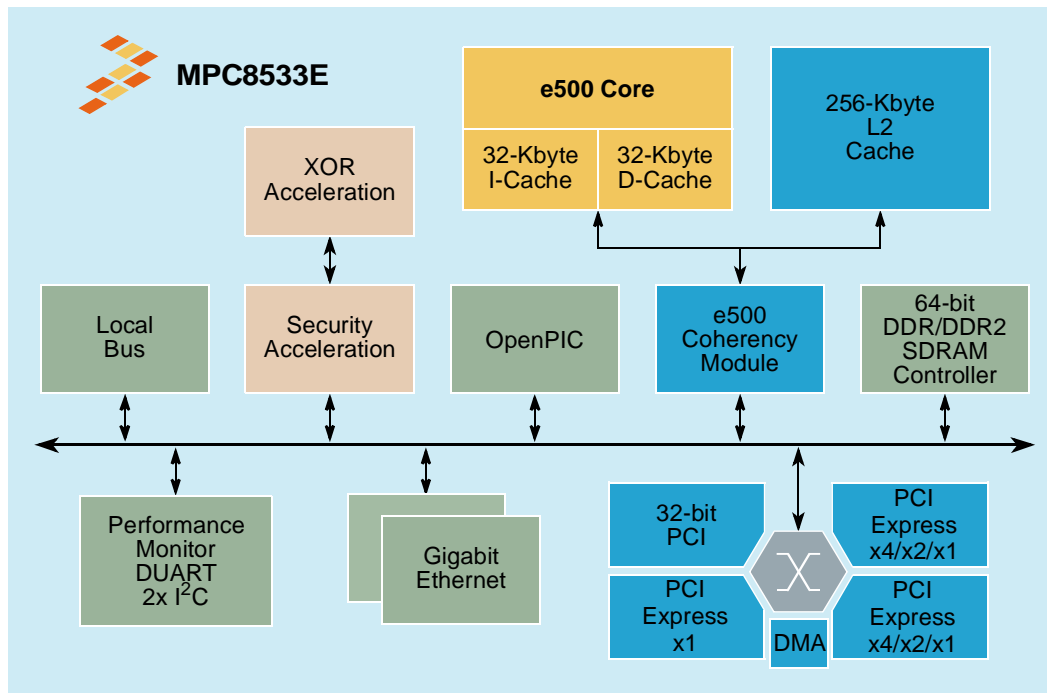 MPC8533E
e500 Core
32-Kbyte
I-Cache
32-Kbyte
D-Cache
256-Kbyte
L2
Cache
XOR
Acceleration
Local
Bus
Security
Acceleration
OpenPIC
e500
Coherency
Module
64-bit
DDR/DDR2
SDRAM
Controller
Performance
Monitor
DUART
2x I²C
Gigabit
Ethernet
32-bit
PCI
PCI
Express
x4/x2/x1
PCI
Express
x1
DMA
PCI
Express
x4/x2/x1